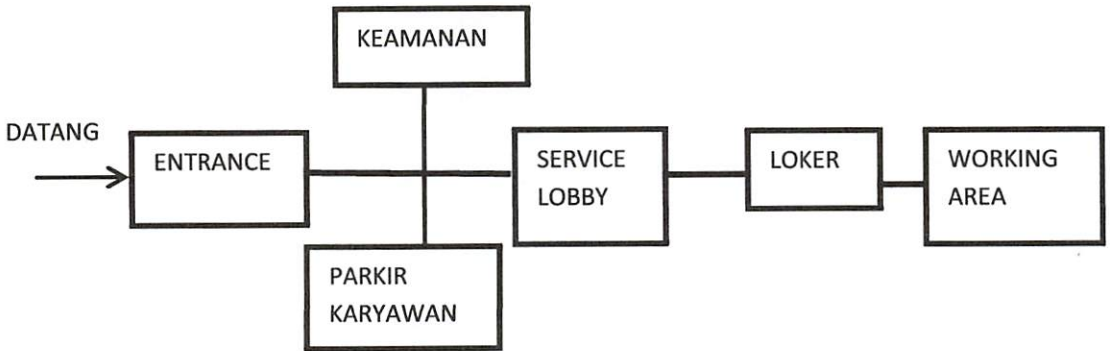 KEAMANAN
DATANG
ENTRANCE
SERVICE
LOBBY
LOKER
WORKING
AREA
PARKIR
KARYAWAN